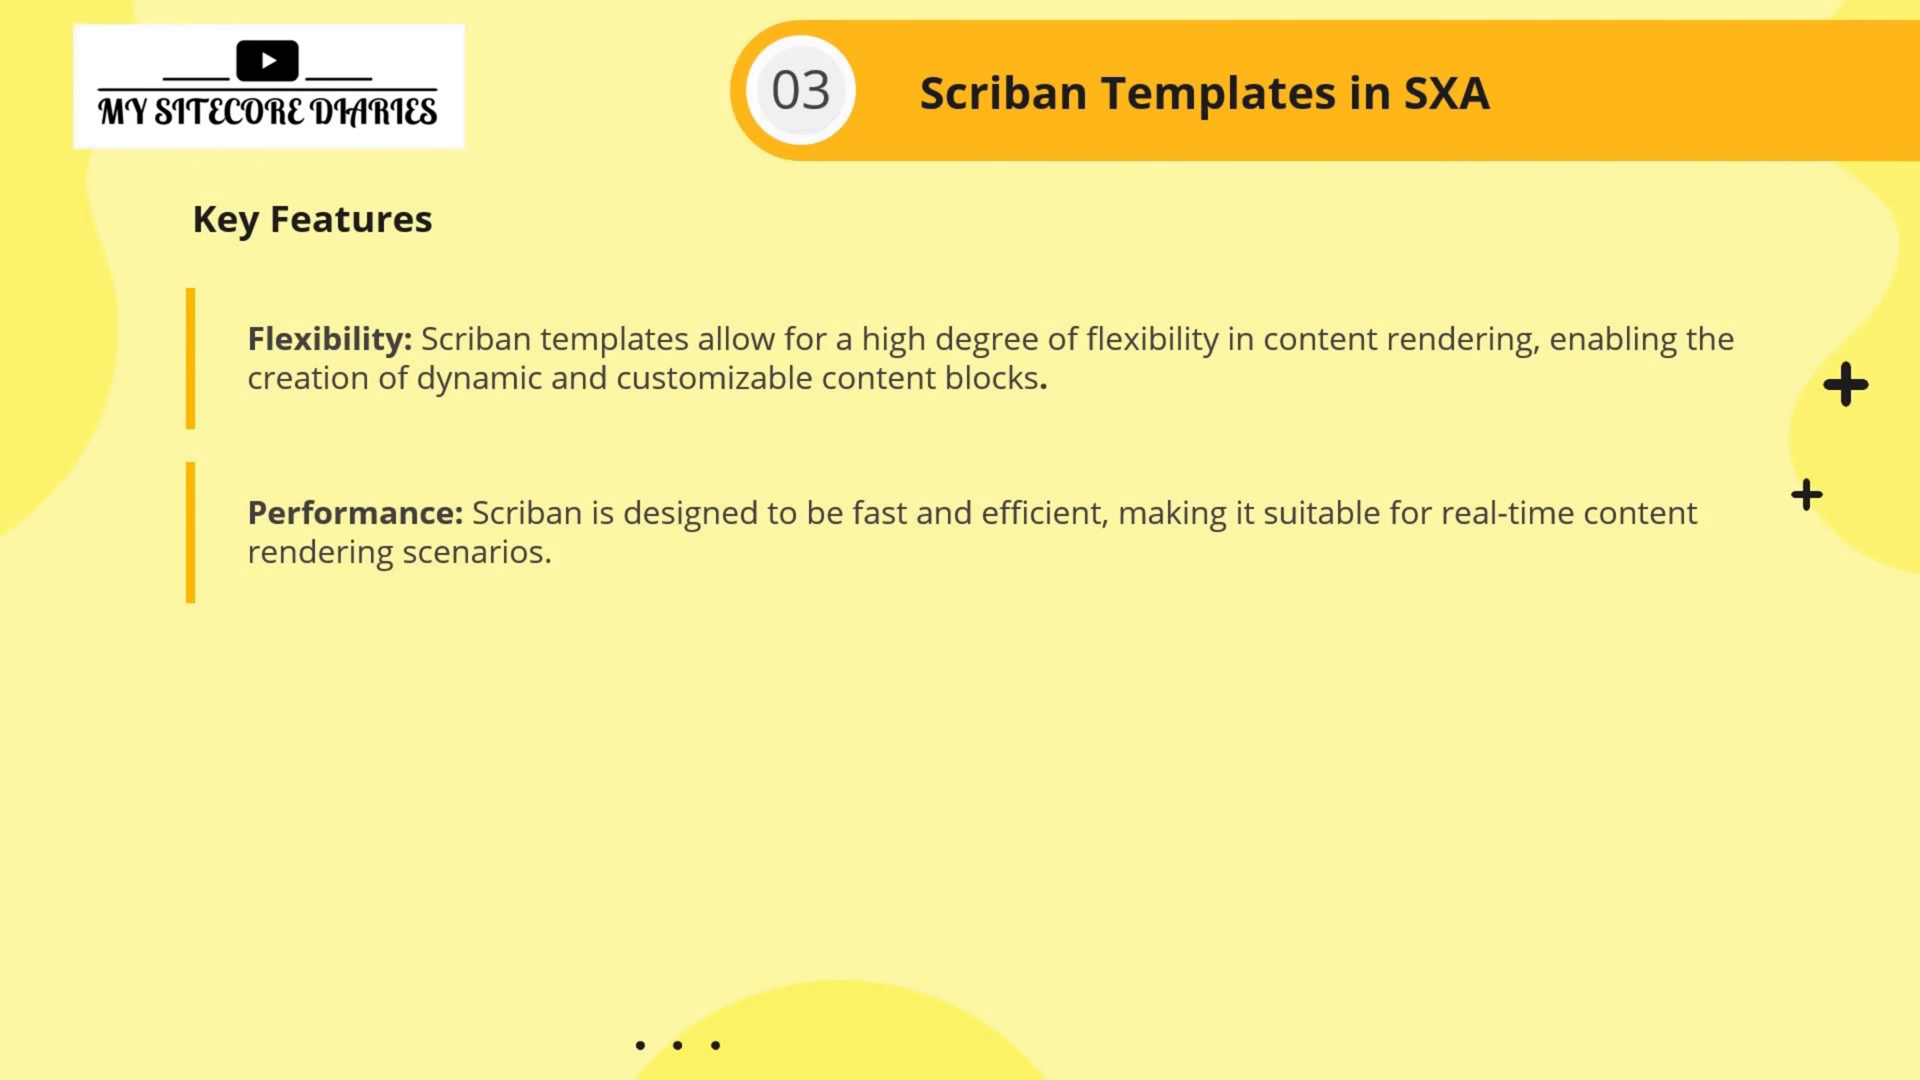 MY SITECORE DIARIES
03
Scriban Templates in SXA
Key Features
Flexibility: Scriban templates allow for a high degree of flexibility in content rendering, enabling the
creation of dynamic and customizable content blocks.
Performance: Scriban is designed to be fast and efficient, making it suitable for real-time content
rendering scenarios.